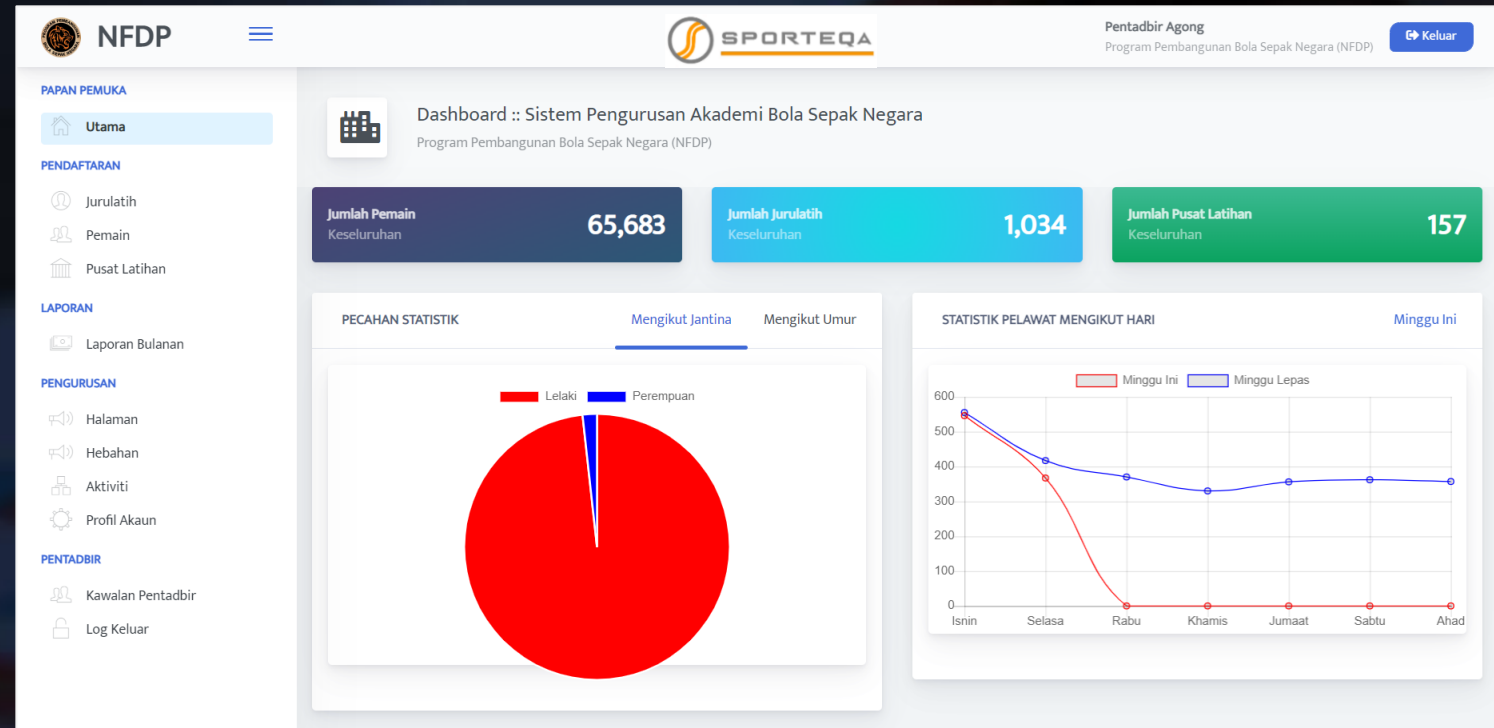 NFDP
SPORTEQA
Pentadbir Agong
Program Pembangunan Bola Sepak Negara (NFDP)
Keluar
PAPAN PEMUKA
Utama
PENDAFTARAN
Jurulatih
Pemain
Pusat Latihan
LAPORAN
Laporan Bulanan
PENGURUSAN
Halaman
Hebahan
Aktiviti
Profil Akaun
PENTADBIR
Kawalan Pentadbir
Log Keluar
Dashboard :: Sistem Pengurusan Akademi Bola Sepak Negara
Program Pembangunan Bola Sepak Negara (NFDP)
Jumlah Pemain
Keseluruhan
65,683
Jumlah Jurulatih
Keseluruhan
1,034
Jumlah Pusat Latihan
Keseluruhan
157
PECAHAN STATISTIK
Mengikut Jantina
Mengikut Umur
Lelaki
Perempuan
STATISTIK PELAWAT MENGIKUT HARI
Minggu Ini
Minggu Ini
Minggu Lepas
600
500
400
300
200
100
0
Isnin
Selasa
Rabu
Khamis
Jumaat
Sabtu
Ahad